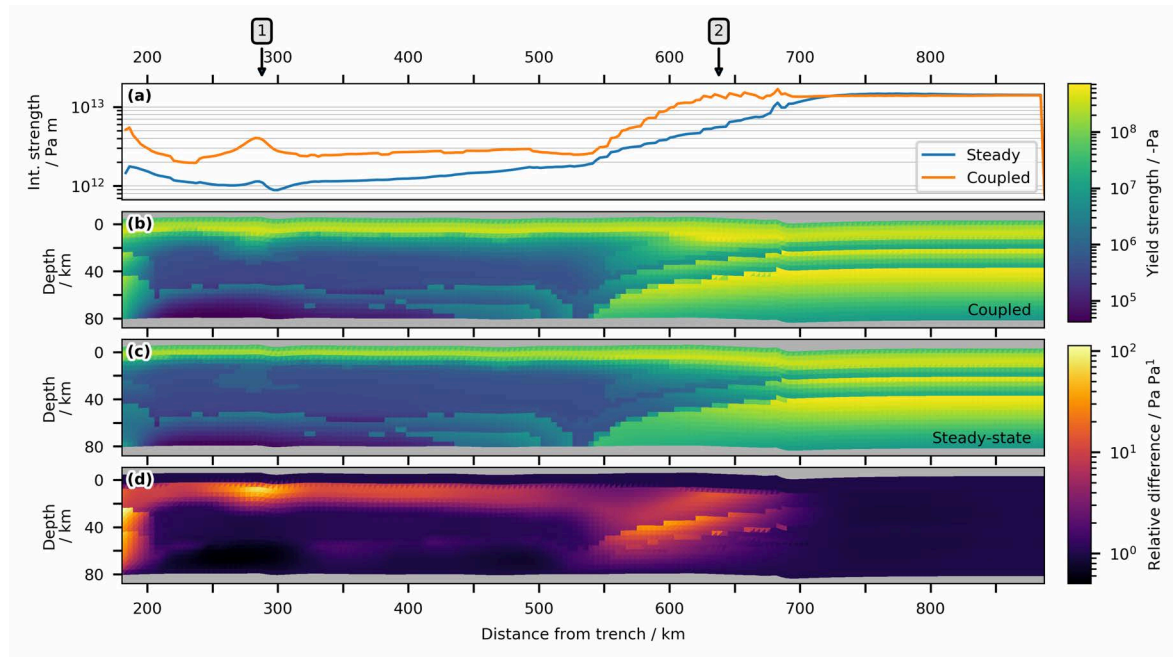 1
2
200 300 400 500 600 700 800
(a)
10¹³
10¹²
Int. strength
/ Pa m
Steady
Coupled
(b)
0
40
80
Depth
/ km
Coupled
10⁸
10⁷
10⁶
10⁵
Yield strength / -Pa
(c)
0
40
80
Depth
/ km
Steady-state
(d)
0
40
80
Depth
/ km
10²
10¹
10⁰
Relative difference / Pa Pa¹
200 300 400 500 600 700 800
Distance from trench / km